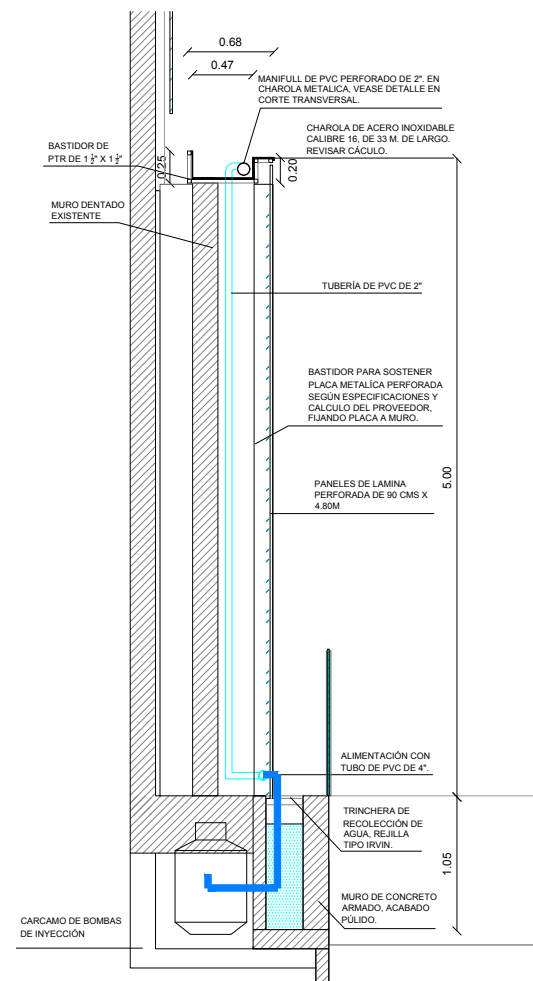 0.68
0.47
MANIFULL DE PVC PERFORADO DE 2". EN
CHAROLA METALICA, VEASE DETALLE EN
CORTE TRANSVERSAL.
CHAROLA DE ACERO INOXIDABLE
CALIBRE 16, DE 33 M. DE LARGO.
REVISAR CÁCULO.
BASTIDOR DE
PTR DE 1 1/2" X 1 1/2"
0.25
0.20
MURO DENTADO
EXISTENTE
TUBERÍA DE PVC DE 2"
BASTIDOR PARA SOSTENER
PLACA METALÍCA PERFORADA
SEGÚN ESPECIFICACIONES Y
CALCULO DEL PROVEEDOR,
FIJANDO PLACA A MURO.
5.00
PANELES DE LAMINA
PERFORADA DE 90 CMS X
4.80M
ALIMENTACIÓN CON
TUBO DE PVC DE 4".
TRINCHERA DE
RECOLECCIÓN DE
AGUA, REJILLA
TIPO IRVIN.
1.05
MURO DE CONCRETO
ARMADO, ACABADO
PÚLIDO.
CARCAMO DE BOMBAS
DE INYECCIÓN